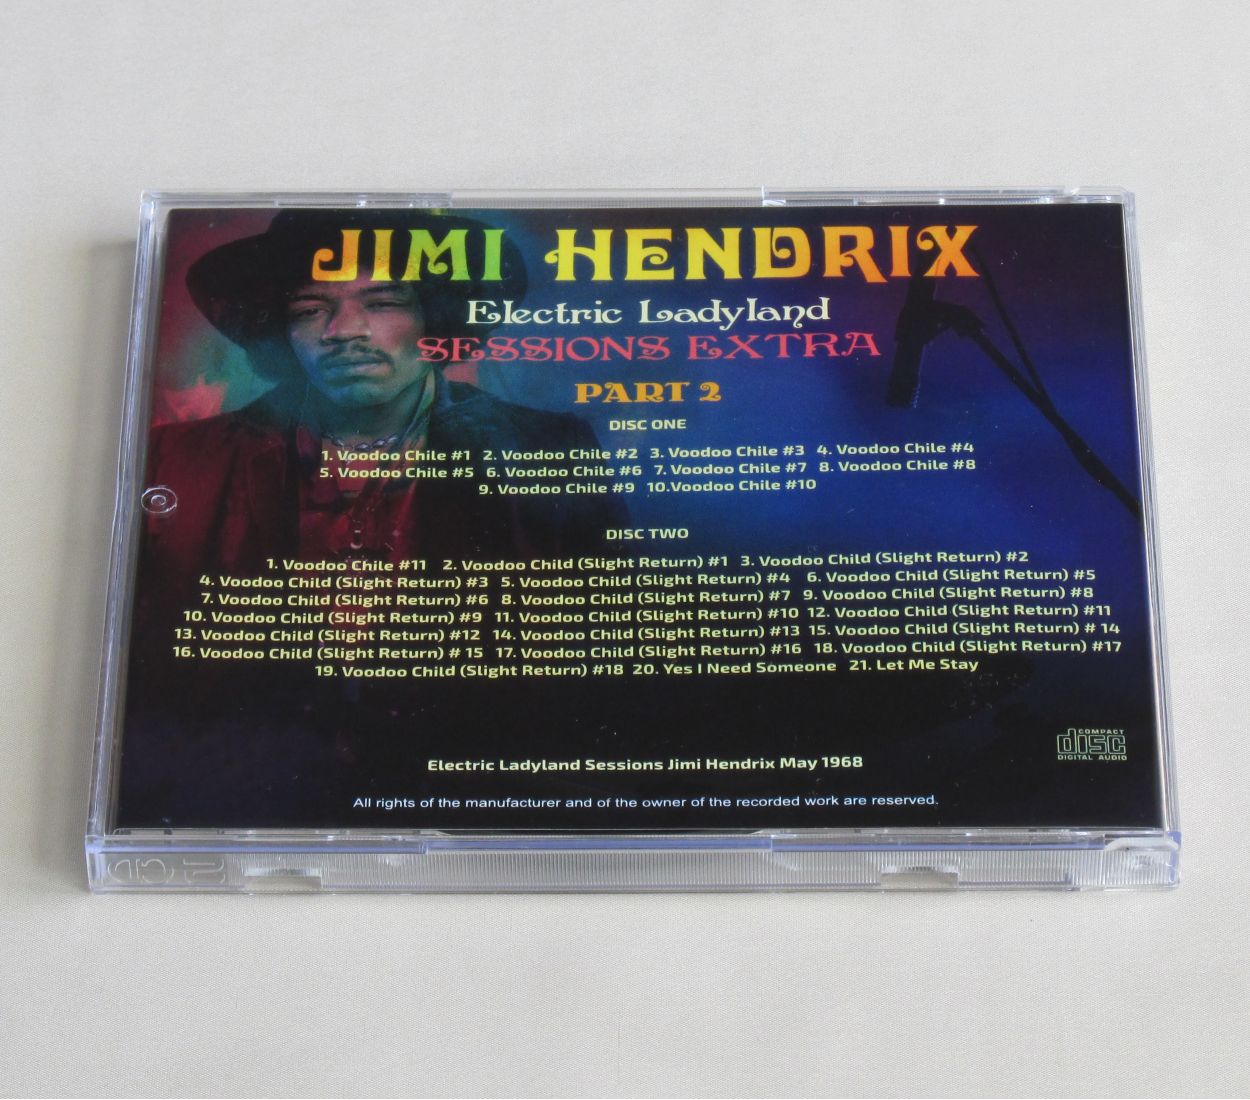 JIMI HENDRIX
Electric Ladyland
SESSIONS EXTRA
PART 2
DISC ONE
1. Voodoo Chile #1 2. Voodoo Chile #2 3. Voodoo Chile #3 4. Voodoo Chile #4
5. Voodoo Chile #5 6. Voodoo Chile #6 7. Voodoo Chile #7 8. Voodoo Chile #8
9. Voodoo Chile #9 10.Voodoo Chile #10
DISC TWO
1. Voodoo Chile #11 2. Voodoo Child (Slight Return) #1 3. Voodoo Child (Slight Return) #2
4. Voodoo Child (Slight Return) #3 5. Voodoo Child (Slight Return) #4 6. Voodoo Child (Slight Return) #5
7. Voodoo Child (Slight Return) #6 8. Voodoo Child (Slight Return) #7 9. Voodoo Child (Slight Return) #8
10. Voodoo Child (Slight Return) #9 11. Voodoo Child (Slight Return) #10 12. Voodoo Child (Slight Return) #11
13. Voodoo Child (Slight Return) #12 14. Voodoo Child (Slight Return) #13 15. Voodoo Child (Slight Return) # 14
16. Voodoo Child (Slight Return) # 15 17. Voodoo Child (Slight Return) #16 18. Voodoo Child (Slight Return) #17
19. Voodoo Child (Slight Return) #18 20. Yes I Need Someone 21. Let Me Stay
COMPACT
disc
DIGITAL AUDIO
Electric Ladyland Sessions Jimi Hendrix May 1968
All rights of the manufacturer and of the owner of the recorded work are reserved.